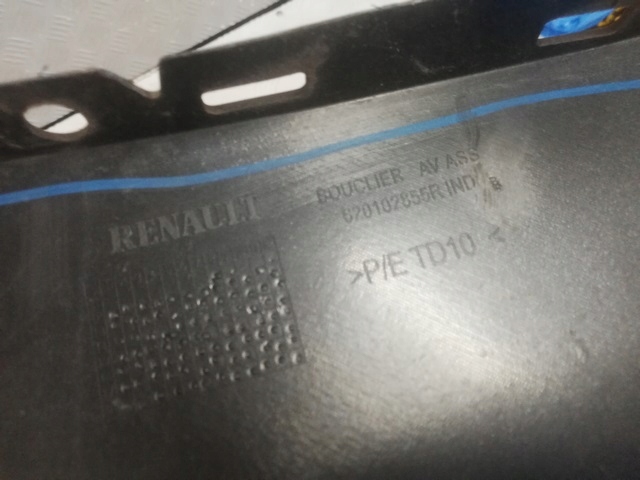 RENAULT
BOUCLIER AV ASS
620102655R IND B
>P/E TD10 <